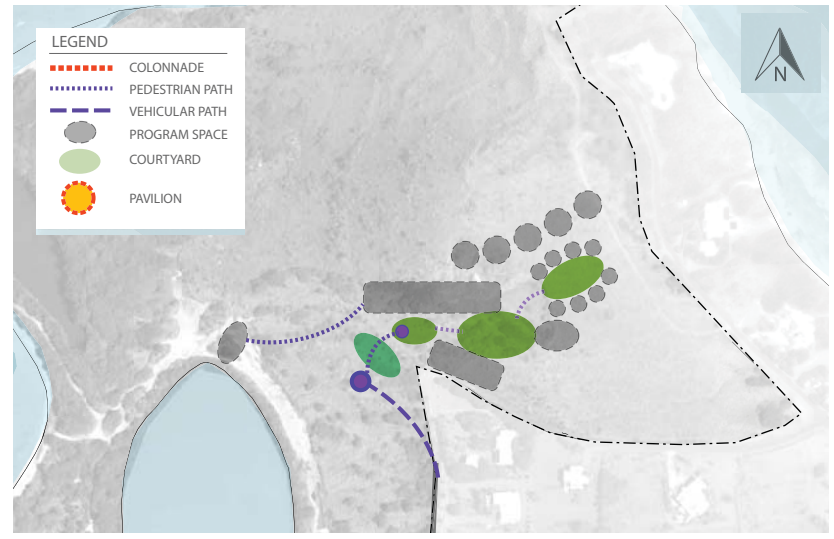 LEGEND
COLONNADE
PEDESTRIAN PATH
VEHICULAR PATH
PROGRAM SPACE
COURTYARD
PAVILION
N